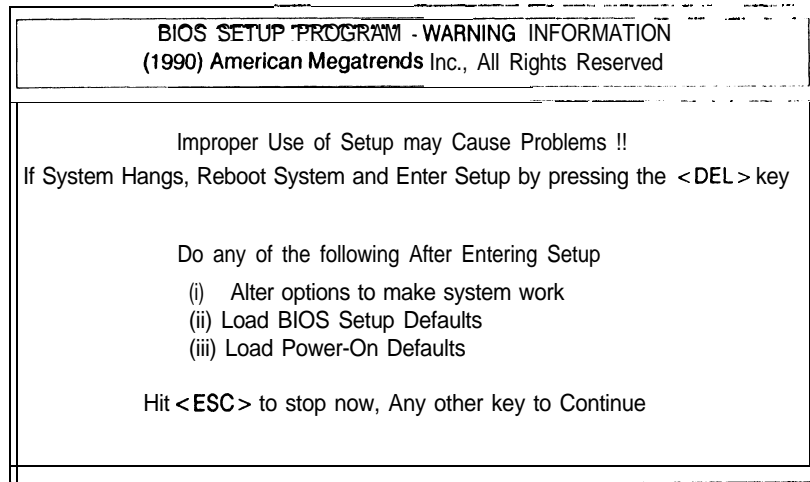 BIOS SETUP PROGRAM - WARNING INFORMATION
(1990) American Megatrends Inc., All Rights Reserved
Improper Use of Setup may Cause Problems !!
If System Hangs, Reboot System and Enter Setup by pressing the <DEL> key
Do any of the following After Entering Setup
(i) Alter options to make system work
(ii) Load BIOS Setup Defaults
(iii) Load Power-On Defaults
Hit <ESC> to stop now, Any other key to Continue